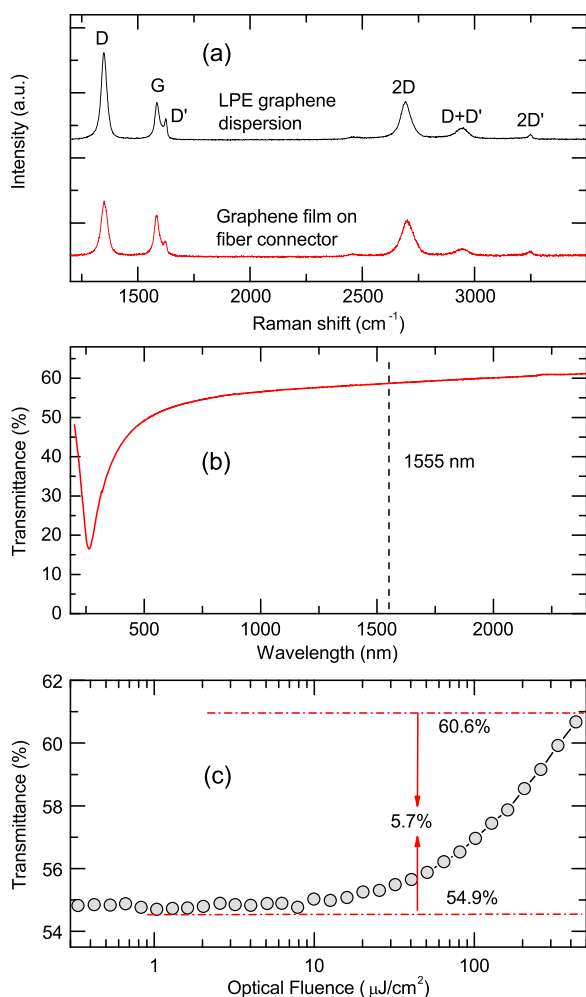 D
(a)
G
D'
LPE graphene
dispersion
2D
D+D'
2D'
Intensity (a.u.)
Graphene film on
fiber connector
1500 2000 2500 3000
Raman shift (cm⁻¹)
60
50
40
30
20
10
0
Transmittance (%)
(b)
1555 nm
500 1000 1500 2000
Wavelength (nm)
62
60
58
56
54
Transmittance (%)
60.6%
(c)
5.7%
54.9%
1 10 100
Optical Fluence ( μJ/cm²)